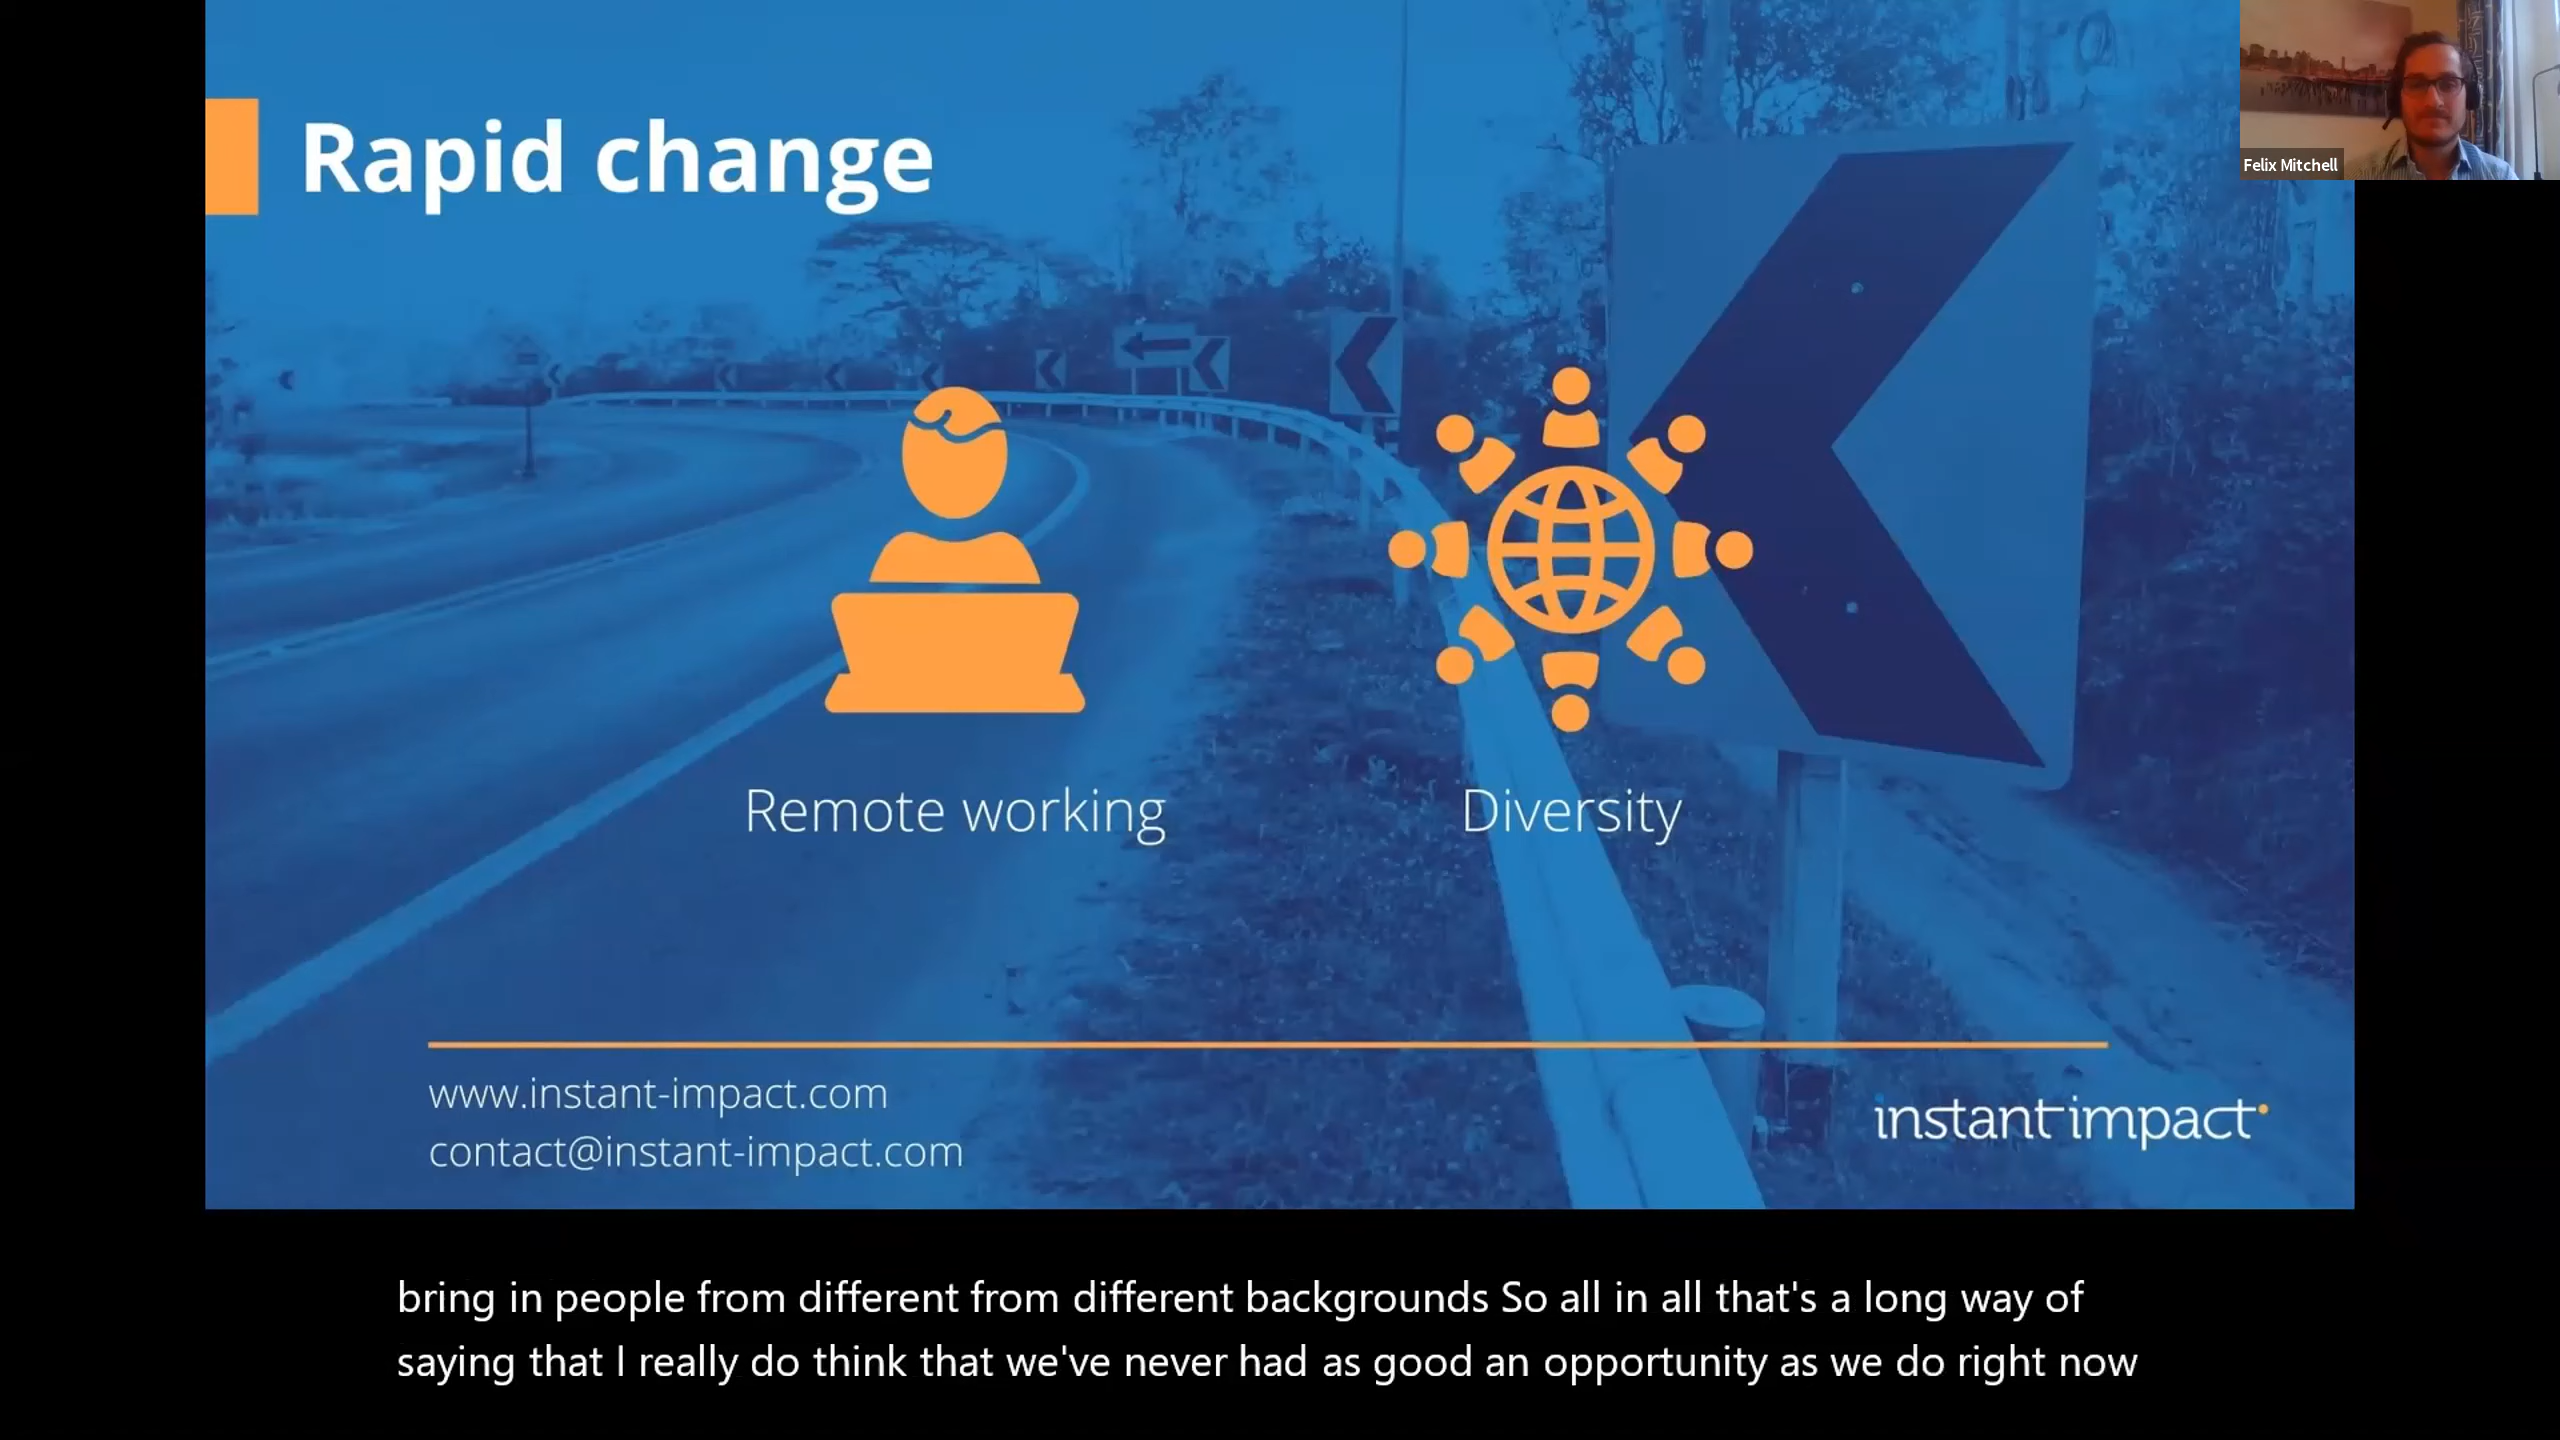 Rapid change
Felix Mitchell
Remote working
Diversity
www.instant-impact.com
contact@instant-impact.com
instant impact
bring in people from different from different backgrounds So all in all that's a long way of
saying that I really do think that we've never had as good an opportunity as we do right now